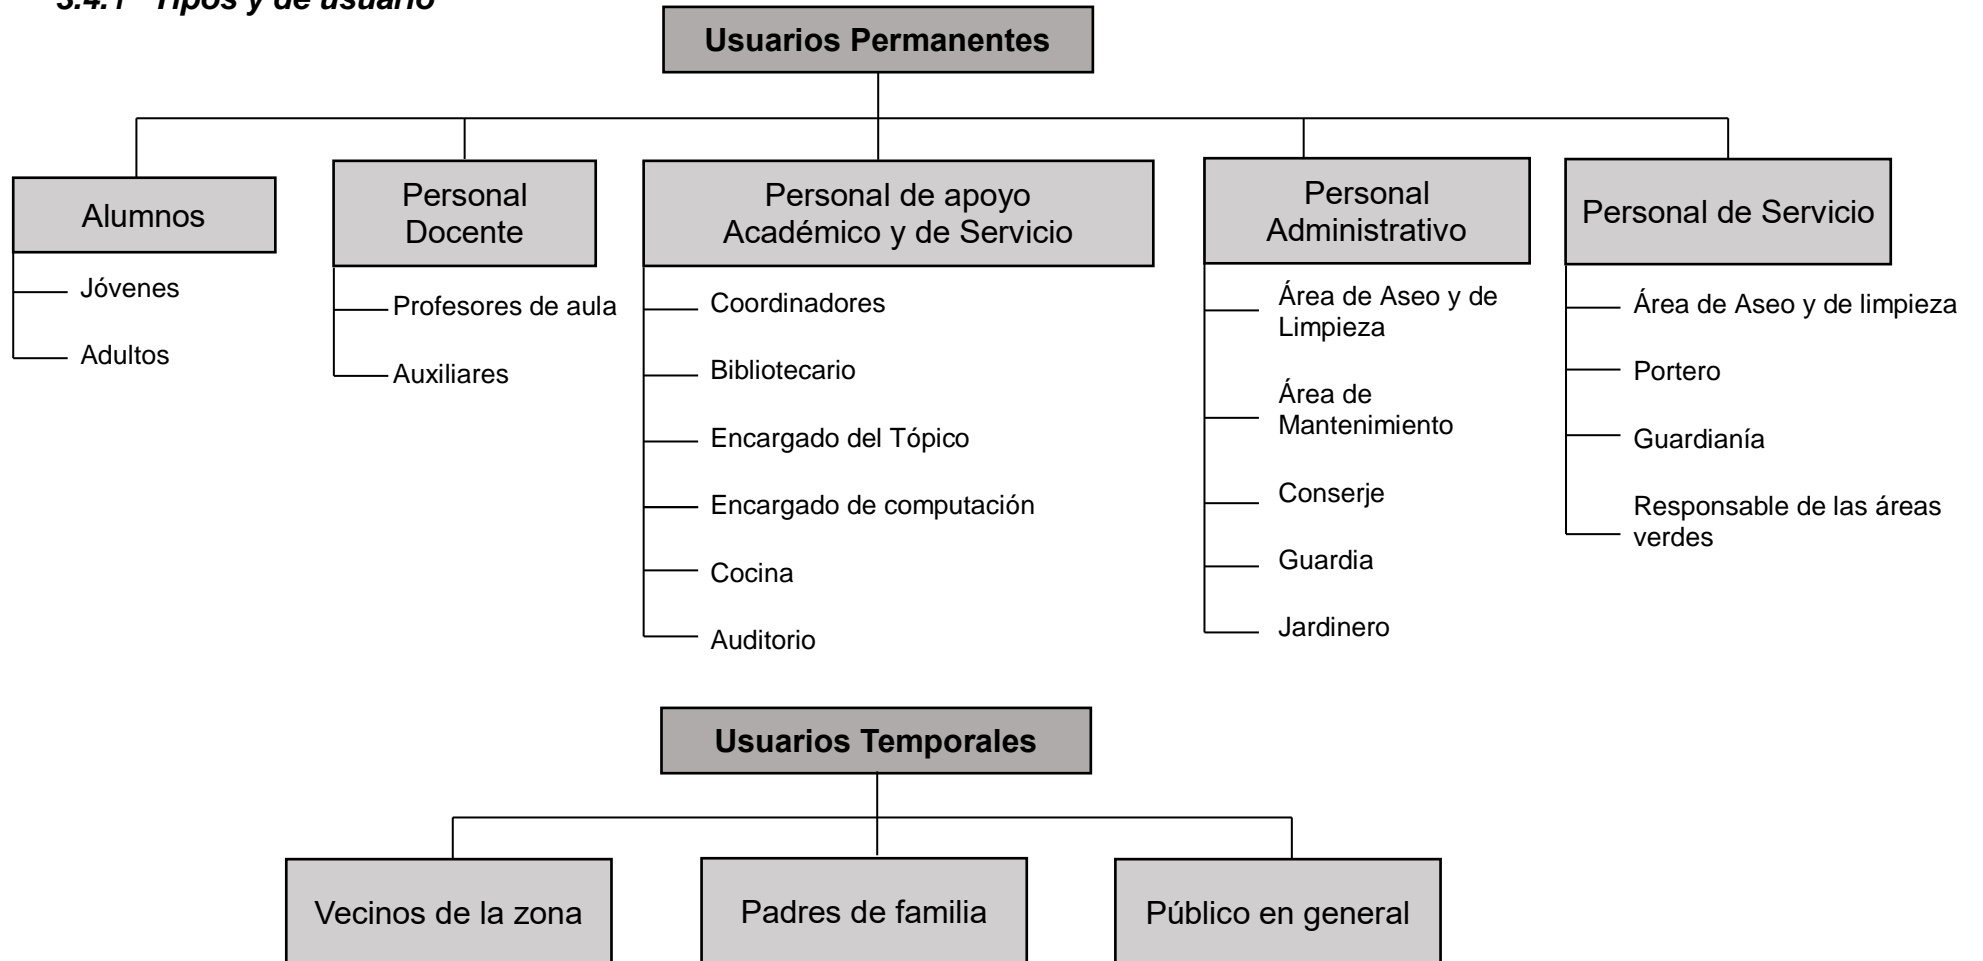 3.4.1 Tipos y de usuario
Usuarios Permanentes
Alumnos
Jóvenes
Adultos
Personal
Docente
Profesores de aula
Auxiliares
Personal de apoyo
Académico y de Servicio
Coordinadores
Bibliotecario
Encargado del Tópico
Encargado de computación
Cocina
Auditorio
Personal
Administrativo
Área de Aseo y de
Limpieza
Área de
Mantenimiento
Conserje
Guardia
Jardinero
Personal de Servicio
Área de Aseo y de limpieza
Portero
Guardianía
Responsable de las áreas
verdes
Usuarios Temporales
Vecinos de la zona
Padres de familia
Público en general